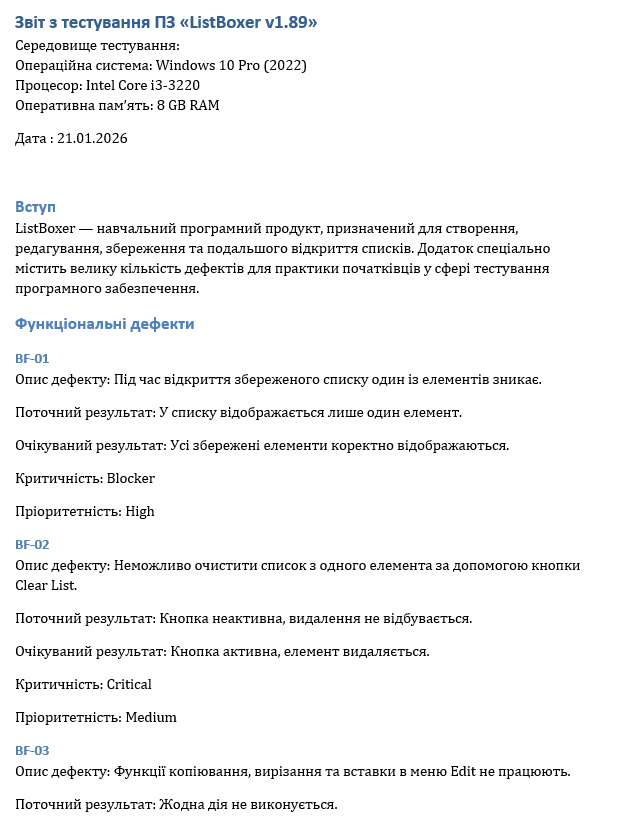 Звіт з тестування ПЗ «ListBoxer v1.89»
Середовище тестування:
Операційна система: Windows 10 Pro (2022)
Процесор: Intel Core i3-3220
Оперативна пам’ять: 8 GB RAM
Дата : 21.01.2026
Вступ
ListBoxer — навчальний програмний продукт, призначений для створення,
редагування, збереження та подальшого відкриття списків. Додаток спеціально
містить велику кількість дефектів для практики початківців у сфері тестування
програмного забезпечення.
Функціональні дефекти
BF-01
Опис дефекту: Під час відкриття збереженого списку один із елементів зникає.
Поточний результат: У списку відображається лише один елемент.
Очікуваний результат: Усі збережені елементи коректно відображаються.
Критичність: Blocker
Пріоритетність: High
BF-02
Опис дефекту: Неможливо очистити список з одного елемента за допомогою кнопки
Clear List.
Поточний результат: Кнопка неактивна, видалення не відбувається.
Очікуваний результат: Кнопка активна, елемент видаляється.
Критичність: Critical
Пріоритетність: Medium
BF-03
Опис дефекту: Функції копіювання, вирізання та вставки в меню Edit не працюють.
Поточний результат: Жодна дія не виконується.